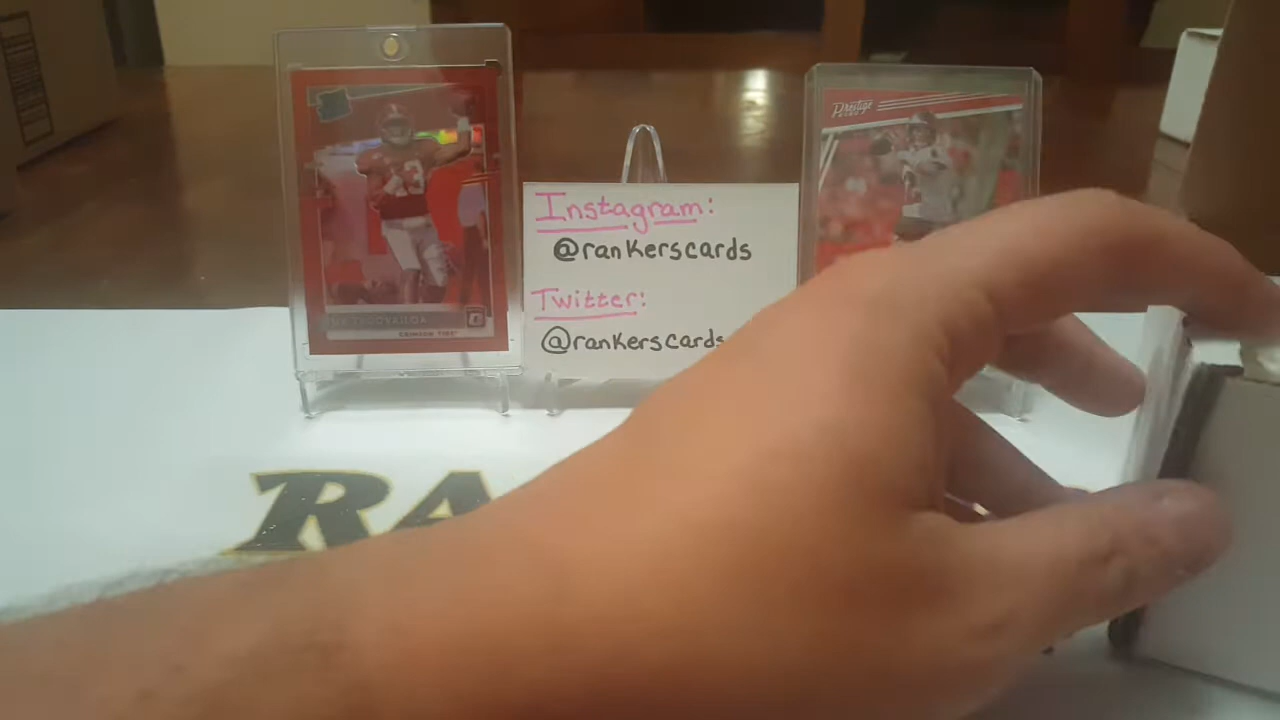 Prestige
Instagram:
@rankerscards
Twitter:
@rankerscards
CRIMSON TIDE
RA